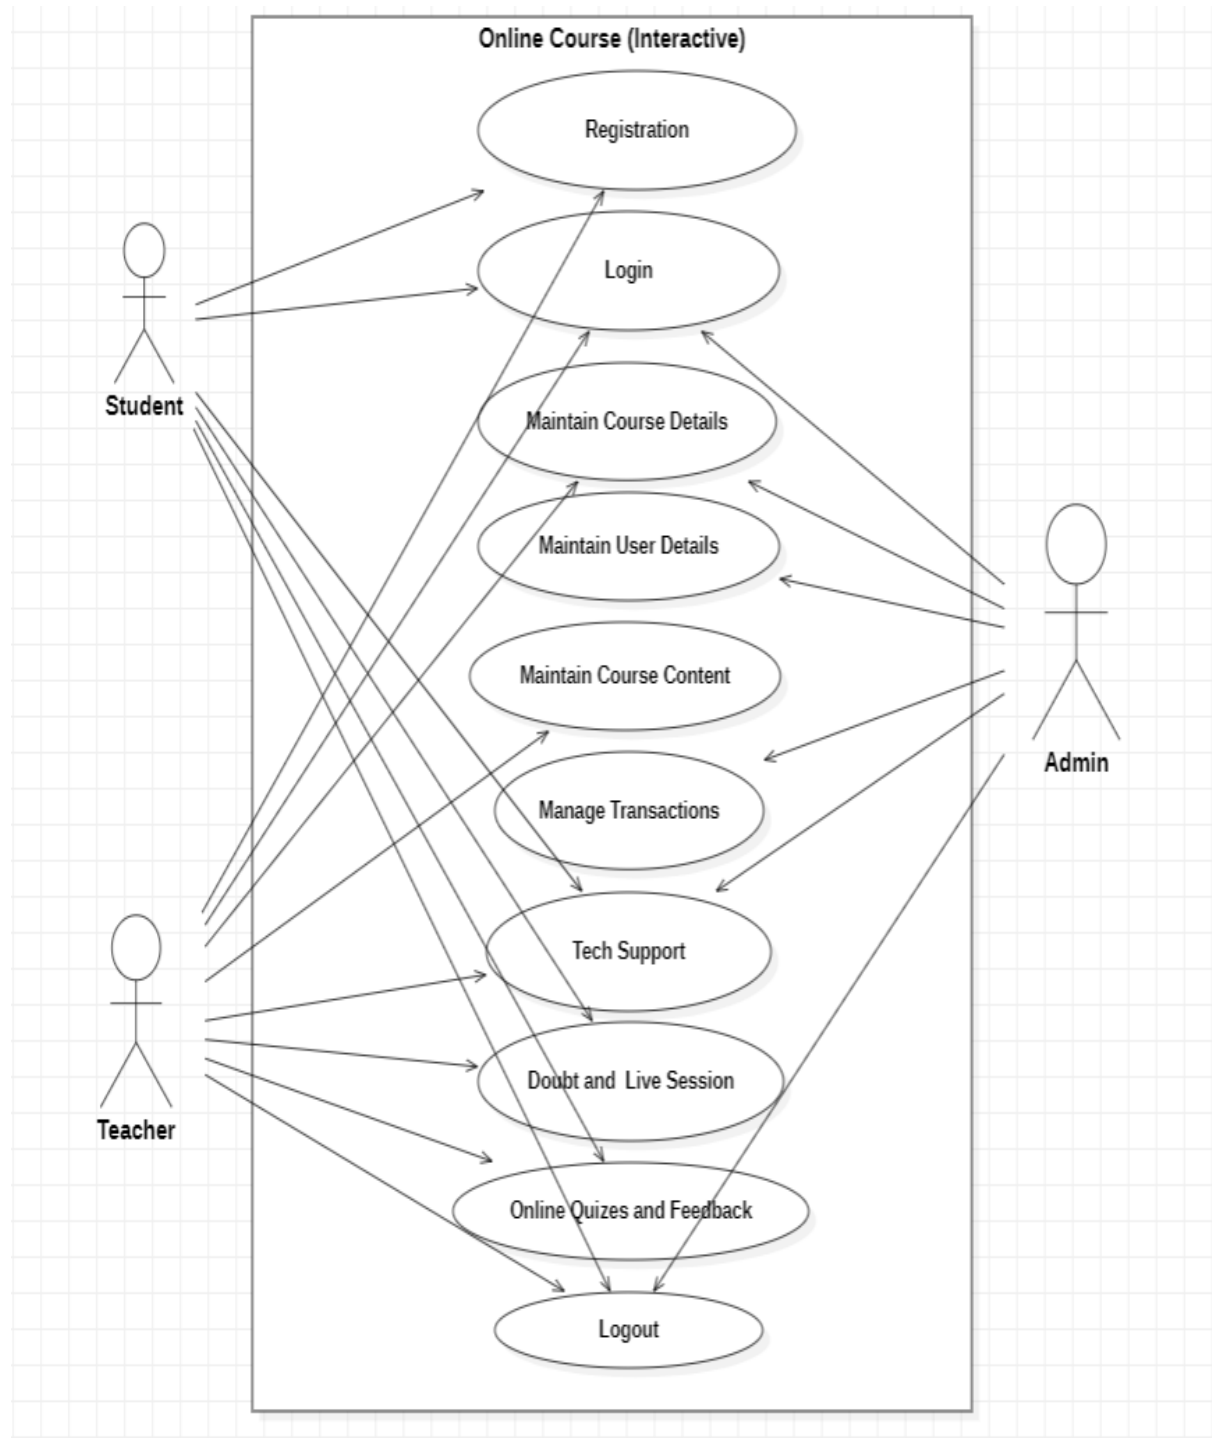 Online Course (Interactive)
Registration
Login
Student
Maintain Course Details
Maintain User Details
Maintain Course Content
Admin
Manage Transactions
Tech Support
Doubt and  Live Session
Teacher
Online Quizes and Feedback
Logout